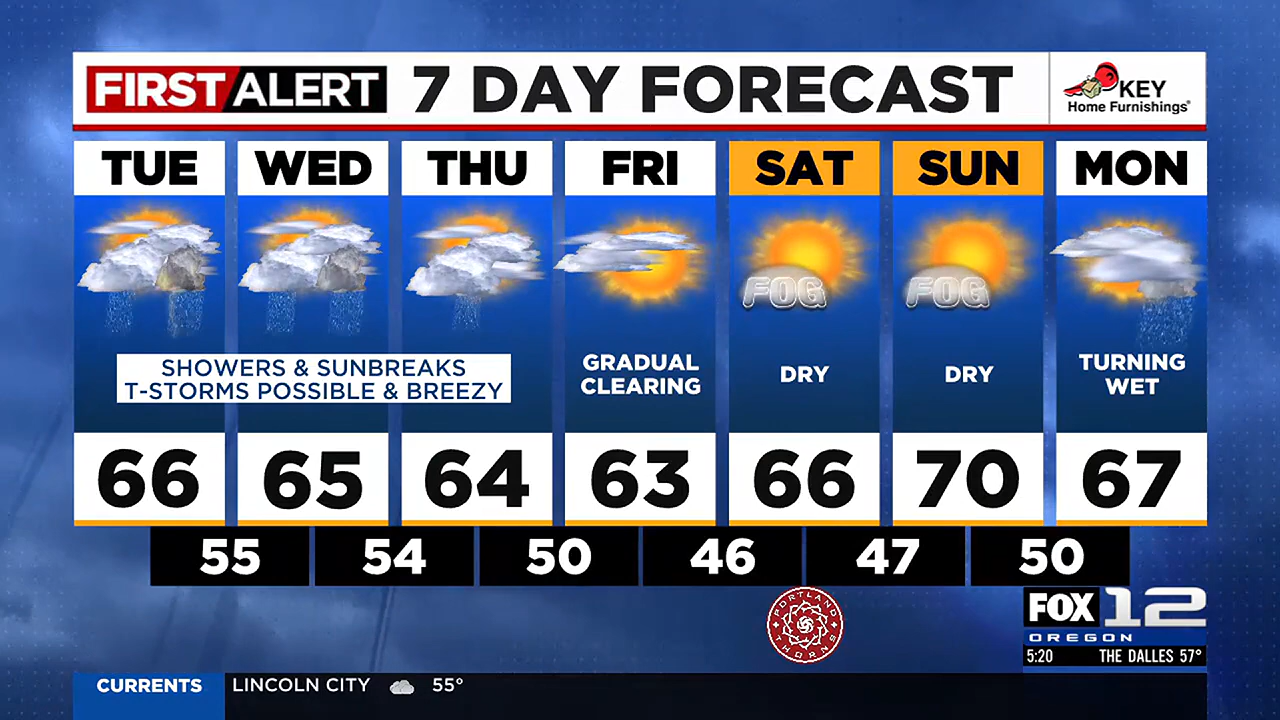 FIRST ALERT 7 DAY FORECAST
KEY
Home Furnishings®
TUE WED THU FRI SAT SUN MON
FOG FOG
SHOWERS & SUNBREAKS
T-STORMS POSSIBLE & BREEZY
GRADUAL
CLEARING
DRY
DRY
TURNING
WET
66 65 64 63 66 70 67
55 54 50 46 47 50
PORTLAND
THORNS
FOX 12
OREGON
5:20 THE DALLES 57°
CURRENTS LINCOLN CITY 55°